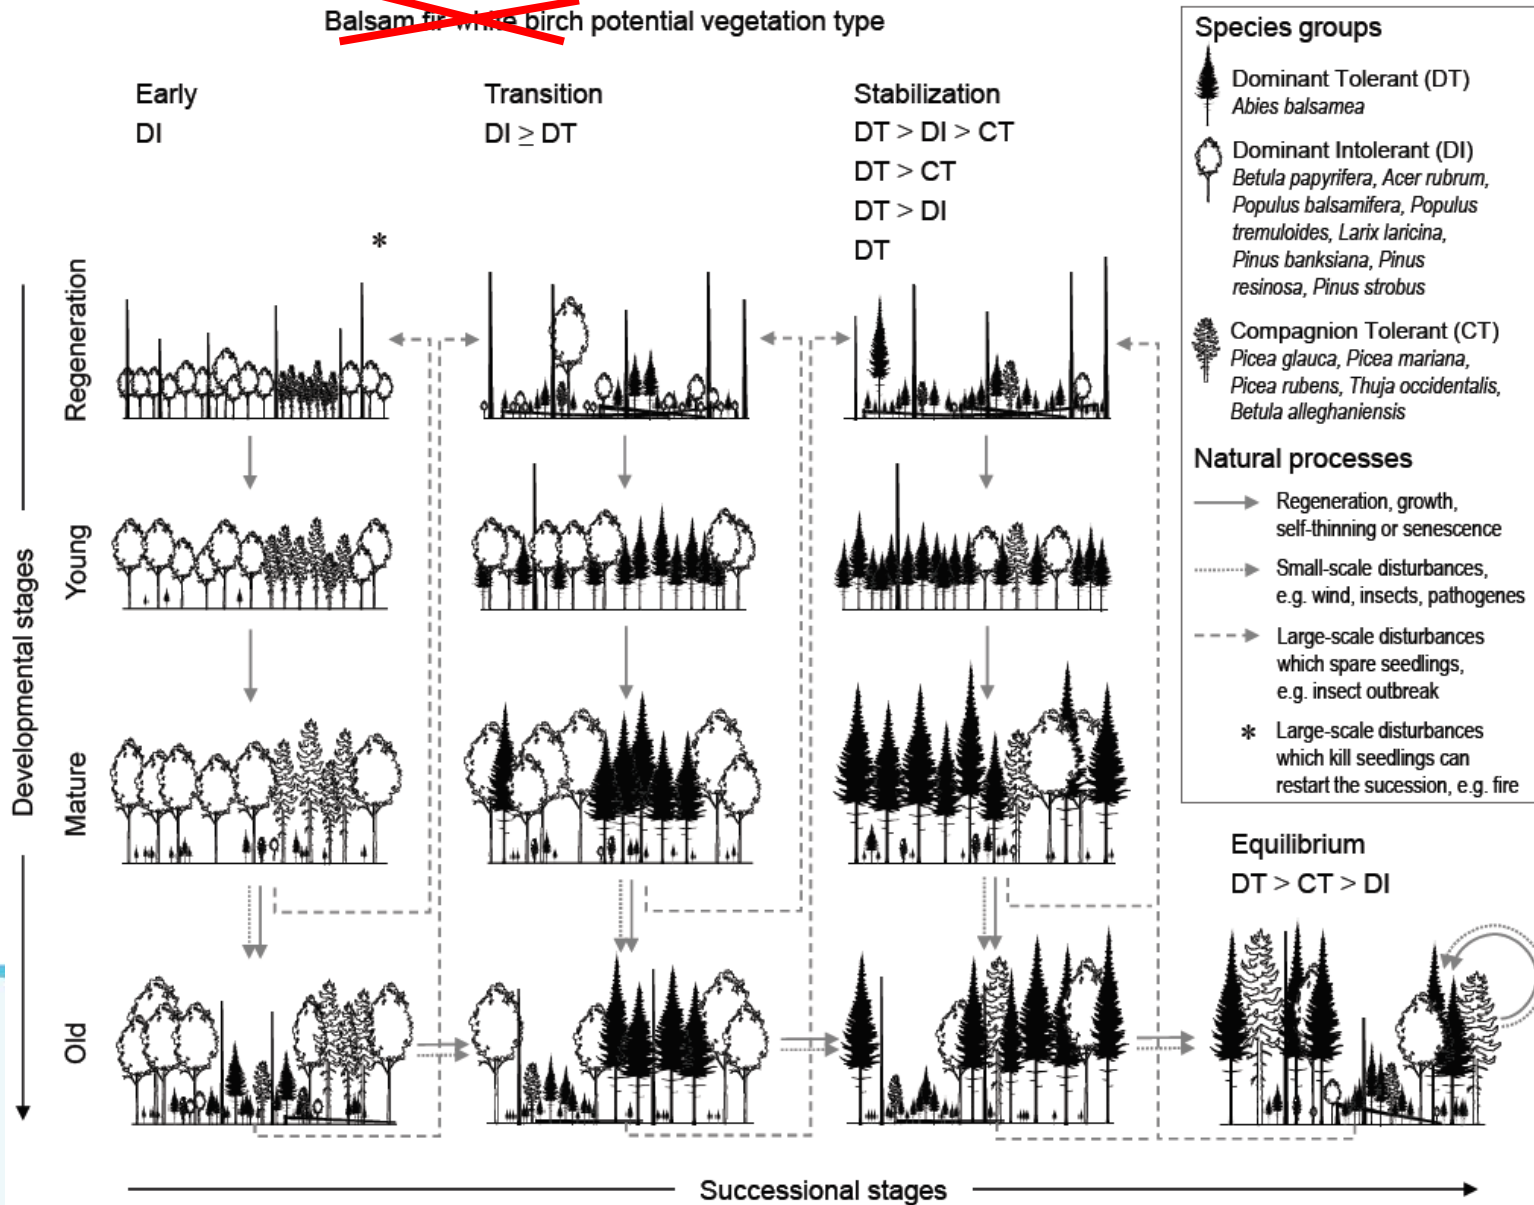 Balsam fir-white birch potential vegetation type
Early
DI
Transition
DI ≥ DT
Stabilization
DT > DI > CT
DT > CT
DT > DI
DT
*
Species groups
Dominant Tolerant (DT)
Abies balsamea
Dominant Intolerant (DI)
Betula papyrifera, Acer rubrum,
Populus balsamifera, Populus
tremuloides, Larix laricina,
Pinus banksiana, Pinus
resinosa, Pinus strobus
Compagnion Tolerant (CT)
Picea glauca, Picea mariana,
Picea rubens, Thuja occidentalis,
Betula alleghaniensis
Natural processes
Regeneration, growth,
self-thinning or senescence
Small-scale disturbances,
e.g. wind, insects, pathogenes
Large-scale disturbances
which spare seedlings,
e.g. insect outbreak
* Large-scale disturbances
which kill seedlings can
restart the sucession, e.g. fire
Developmental stages
Regeneration
Young
Mature
Old
Equilibrium
DT > CT > DI
Successional stages